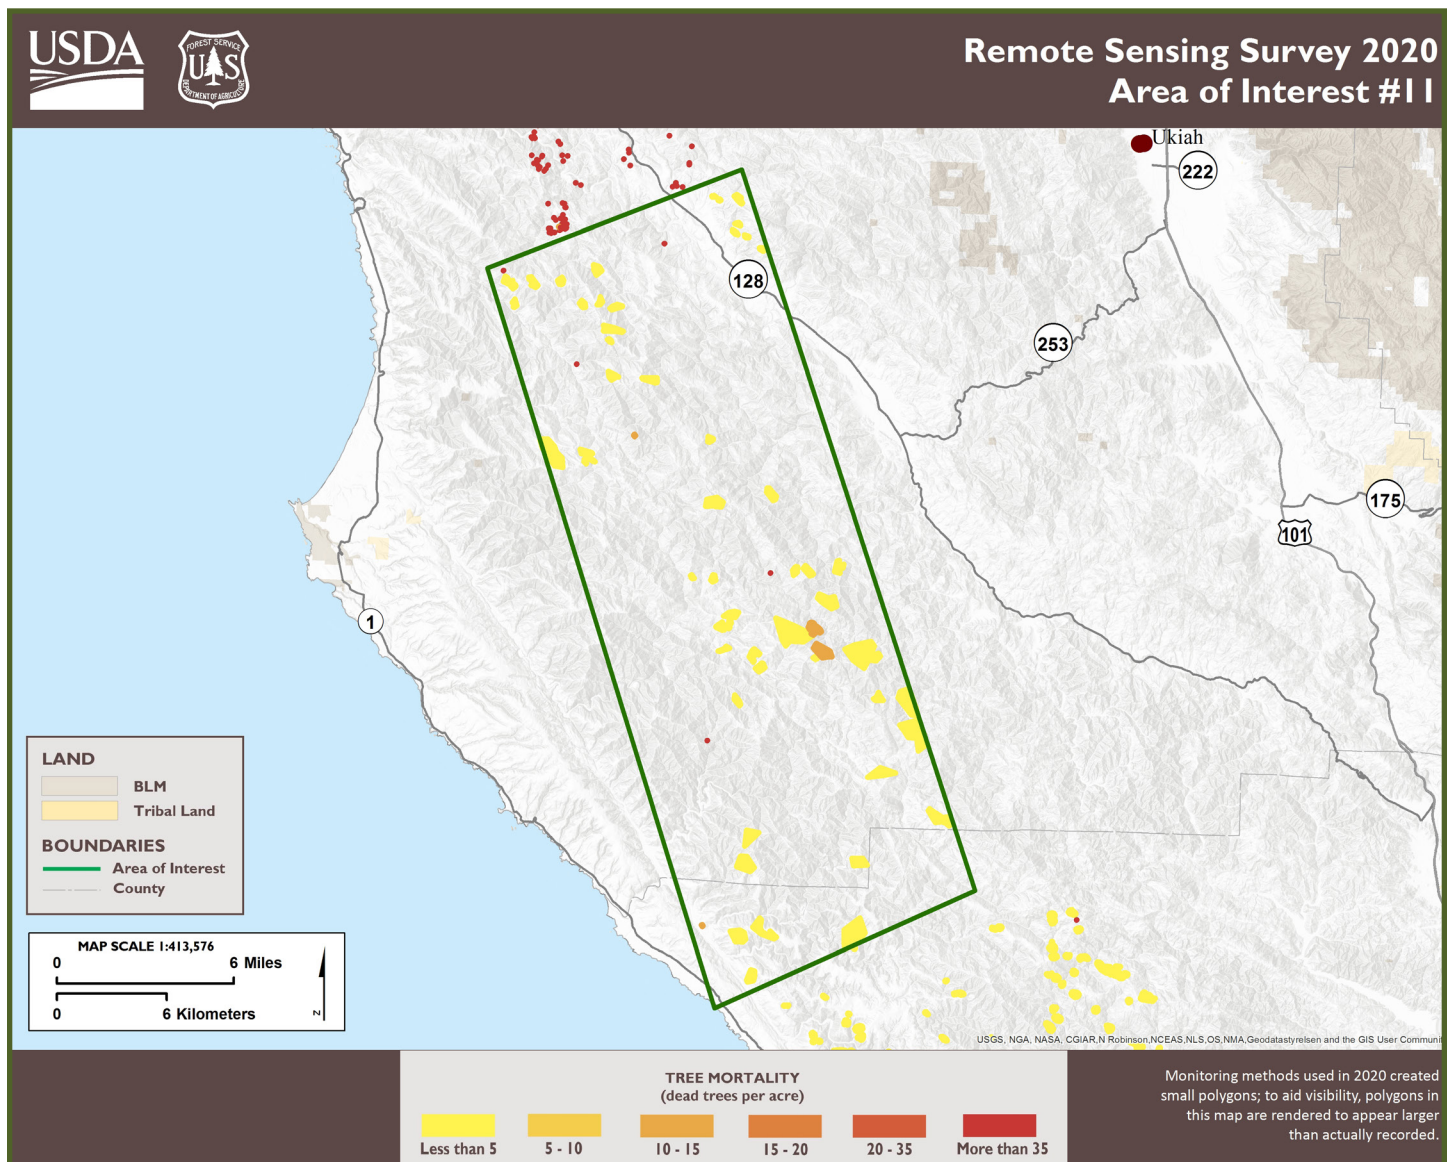 USDA
FOREST SERVICE
U S
DEPARTMENT OF AGRICULTURE
Remote Sensing Survey 2020
Area of Interest #11
Ukiah
222
128
253
175
101
1
LAND
BLM
Tribal Land
BOUNDARIES
Area of Interest
County
MAP SCALE 1:413,576
0
6 Miles
0
6 Kilometers
N
USGS, NGA, NASA, CGIAR,N Robinson,NCEAS,NLS,OS,NMA,Geodatastyrelsen and the GIS User Communi
TREE MORTALITY
(dead trees per acre)
Less than 5
5 - 10
10 - 15
15 - 20
20 - 35
More than 35
Monitoring methods used in 2020 created
small polygons; to aid visibility, polygons in
this map are rendered to appear larger
than actually recorded.